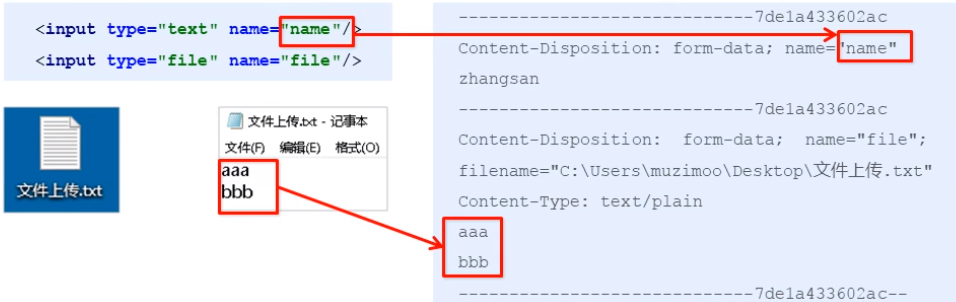 <input type="text" name="name"/>
<input type="file" name="file"/>
文件上传.txt
文件上传.txt - 记事本
文件(F) 编辑(E) 格式(O)
aaa
bbb
-----------------------------7de1a433602ac
Content-Disposition: form-data; name="name"
zhangsan
-----------------------------7de1a433602ac
Content-Disposition: form-data; name="file";
filename="C:\Users\muzimoo\Desktop\文件上传.txt"
Content-Type: text/plain
aaa
bbb
-----------------------------7de1a433602ac--